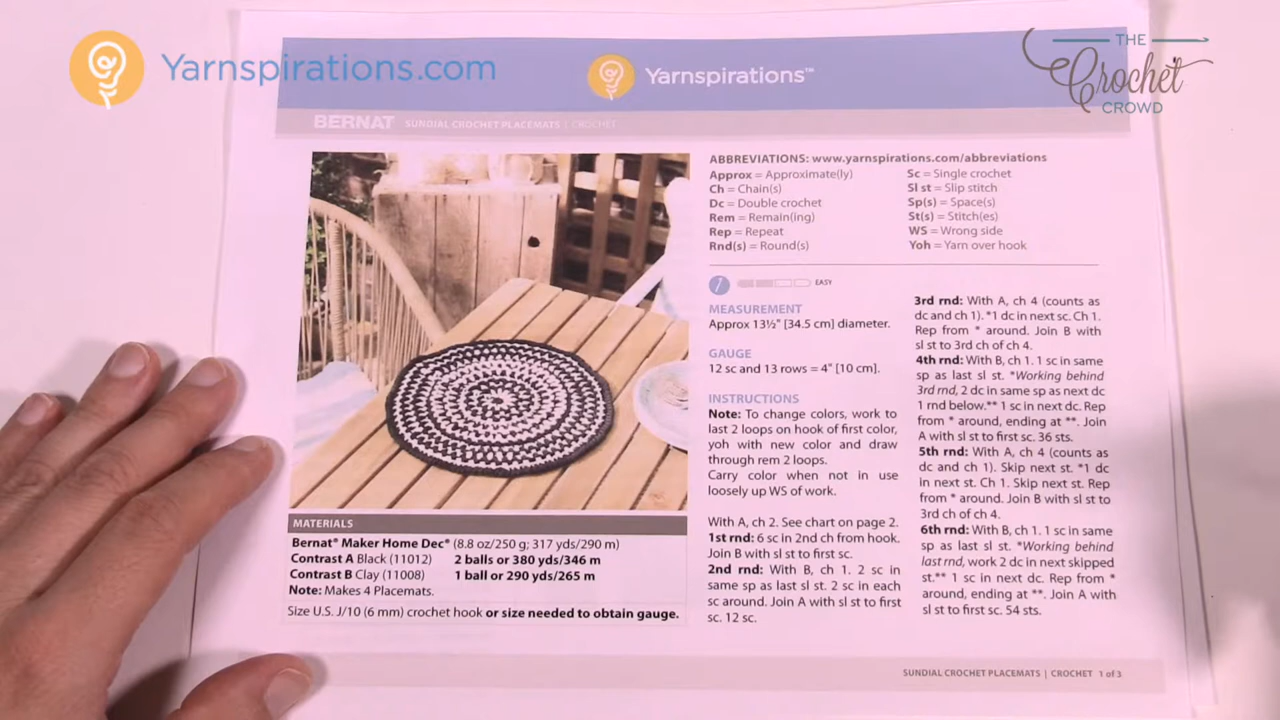 Yarnspirations.com
Yarnspirations™
THE
Crochet
CROWD
BERNAT SUNDIAL CROCHET PLACEMATS | CROCHET
MATERIALS
Bernat® Maker Home Dec® (8.8 oz/250 g; 317 yds/290 m)
Contrast A Black (11012) 2 balls or 380 yds/346 m
Contrast B Clay (11008) 1 ball or 290 yds/265 m
Note: Makes 4 Placemats.
Size U.S. J/10 (6 mm) crochet hook or size needed to obtain gauge.
ABBREVIATIONS: www.yarnspirations.com/abbreviations
Approx = Approximate(ly)
Ch = Chain(s)
Dc = Double crochet
Rem = Remain(ing)
Rep = Repeat
Rnd(s) = Round(s)
Sc = Single crochet
Sl st = Slip stitch
Sp(s) = Space(s)
St(s) = Stitch(es)
WS = Wrong side
Yoh = Yarn over hook
EASY
MEASUREMENT
Approx 13½" [34.5 cm] diameter.
GAUGE
12 sc and 13 rows = 4" [10 cm].
INSTRUCTIONS
Note: To change colors, work to
last 2 loops on hook of first color,
yoh with new color and draw
through rem 2 loops.
Carry color when not in use
loosely up WS of work.
With A, ch 2. See chart on page 2.
1st rnd: 6 sc in 2nd ch from hook.
Join B with sl st to first sc.
2nd rnd: With B, ch 1. 2 sc in
same sp as last sl st. 2 sc in each
sc around. Join A with sl st to first
sc. 12 sc.
3rd rnd: With A, ch 4 (counts as
dc and ch 1). *1 dc in next sc. Ch 1.
Rep from * around. Join B with
sl st to 3rd ch of ch 4.
4th rnd: With B, ch 1. 1 sc in same
sp as last sl st. *Working behind
3rd rnd, 2 dc in same sp as next dc
1 rnd below.** 1 sc in next dc. Rep
from * around, ending at **. Join
A with sl st to first sc. 36 sts.
5th rnd: With A, ch 4 (counts as
dc and ch 1). Skip next st. *1 dc
in next st. Ch 1. Skip next st. Rep
from * around. Join B with sl st to
3rd ch of ch 4.
6th rnd: With B, ch 1. 1 sc in same
sp as last sl st. *Working behind
last rnd, work 2 dc in next skipped
st.** 1 sc in next dc. Rep from *
around, ending at **. Join A with
sl st to first sc. 54 sts.
SUNDIAL CROCHET PLACEMATS | CROCHET 1 of 3